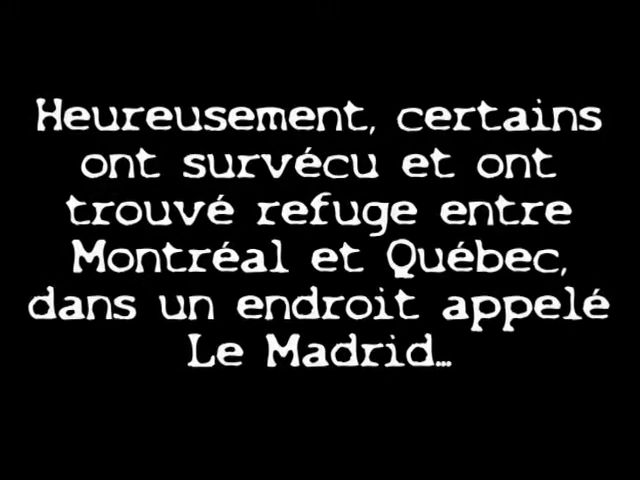 Heureusement, certains
ont survécu et ont
trouvé refuge entre
Montréal et Québec,
dans un endroit appelé
Le Madrid...